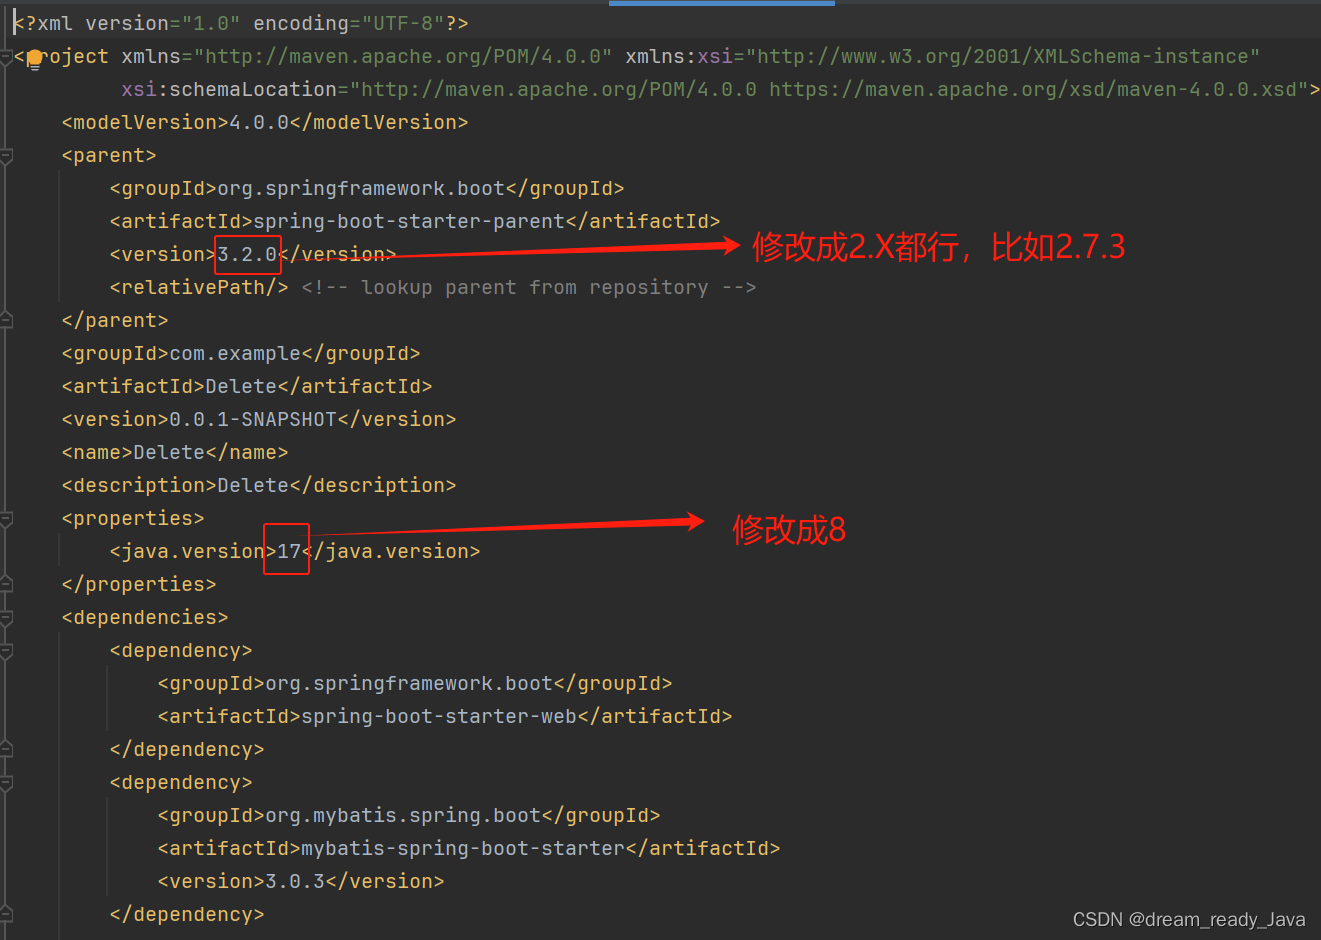 <?xml version="1.0" encoding="UTF-8"?>
<project xmlns="http://maven.apache.org/POM/4.0.0" xmlns:xsi="http://www.w3.org/2001/XMLSchema-instance"
xsi:schemaLocation="http://maven.apache.org/POM/4.0.0 https://maven.apache.org/xsd/maven-4.0.0.xsd">
<modelVersion>4.0.0</modelVersion>
<parent>
<groupId>org.springframework.boot</groupId>
<artifactId>spring-boot-starter-parent</artifactId>
<version>3.2.0</version> 修改成2.X都行，比如2.7.3
<relativePath/> <!-- lookup parent from repository -->
</parent>
<groupId>com.example</groupId>
<artifactId>Delete</artifactId>
<version>0.0.1-SNAPSHOT</version>
<name>Delete</name>
<description>Delete</description>
<properties>
修改成8
<java.version>17</java.version>
</properties>
<dependencies>
<dependency>
<groupId>org.springframework.boot</groupId>
<artifactId>spring-boot-starter-web</artifactId>
</dependency>
<dependency>
<groupId>org.mybatis.spring.boot</groupId>
<artifactId>mybatis-spring-boot-starter</artifactId>
<version>3.0.3</version>
</dependency>
CSDN @dream_ready_Java